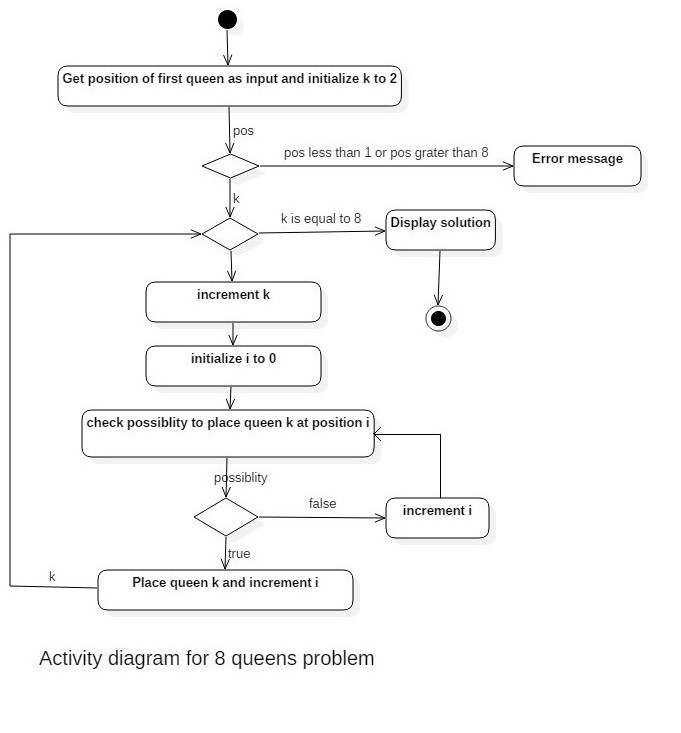 Get position of first queen as input and initialize k to 2
pos
pos less than 1 or pos grater than 8
Error message
k
k is equal to 8
Display solution
increment k
initialize i to 0
check possiblity to place queen k at position i
possiblity
false
increment i
true
Place queen k and increment i
k
Activity diagram for 8 queens problem